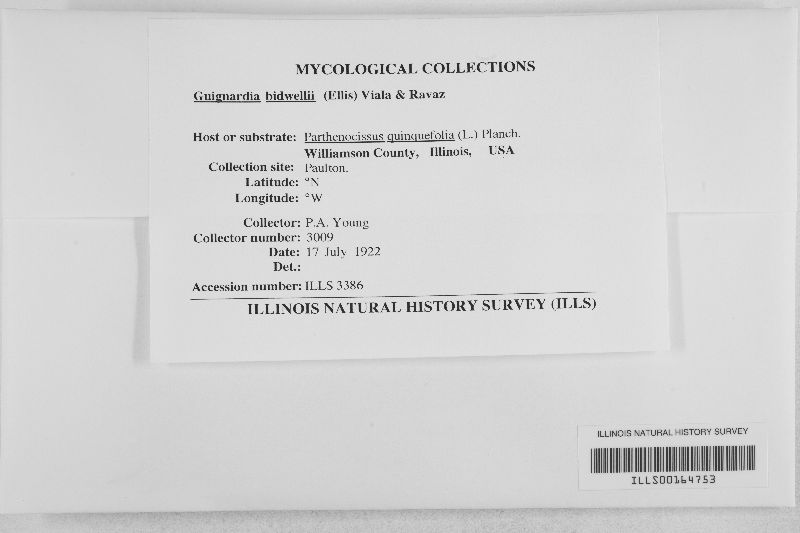 MYCOLOGICAL COLLECTIONS
Guignardia bidwellii (Ellis) Viala & Ravaz
Host or substrate: Parthenocissus quinquefolia (L.) Planch.
Williamson County, Illinois, USA
Collection site: Paulton.
Latitude: °N
Longitude: °W
Collector: P.A. Young
Collector number: 3009
Date: 17 July 1922
Det.:
Accession number: ILLS 3386
ILLINOIS NATURAL HISTORY SURVEY (ILLS)
ILLINOIS NATURAL HISTORY SURVEY
ILLS00164753